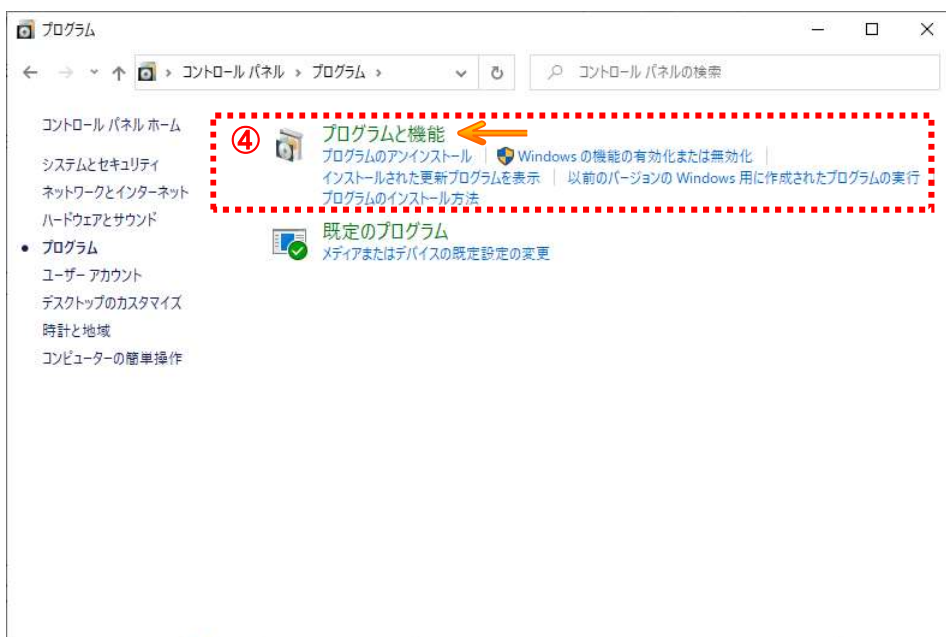 プログラム
コントロール パネル › プログラム ›
コントロール パネルの検索
コントロール パネル ホーム
システムとセキュリティ
ネットワークとインターネット
ハードウェアとサウンド
プログラム
ユーザー アカウント
デスクトップのカスタマイズ
時計と地域
コンピューターの簡単操作
④
プログラムと機能
プログラムのアンインストール | Windows の機能の有効化または無効化 |
インストールされた更新プログラムを表示 | 以前のバージョンの Windows 用に作成されたプログラムの実行
プログラムのインストール方法
既定のプログラム
メディアまたはデバイスの既定設定の変更